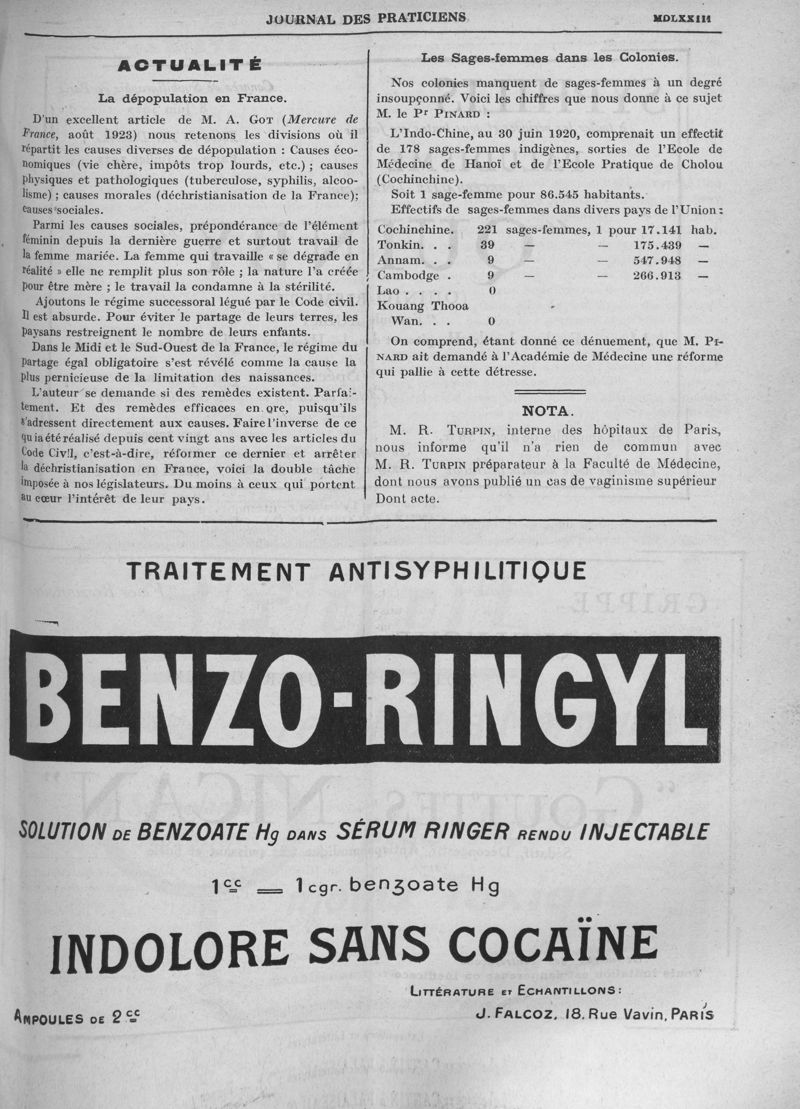 JOURNAL DES PRATICIENS
MDLXXIII
ACTUALITÉ
La dépopulation en France.
D'un excellent article de M. A. GOT (Mercure de
France, août 1923) nous retenons les divisions où il
répartit les causes diverses de dépopulation : Causes éco-
nomiques (vie chère, impôts trop lourds, etc.) ; causes
physiques et pathologiques (tuberculose, syphilis, alcoo-
lisme) ; causes morales (déchristianisation de la France);
causes sociales.
Parmi les causes sociales, prépondérance de l'élément
féminin depuis la dernière guerre et surtout travail de
la femme mariée. La femme qui travaille « se dégrade en
réalité » elle ne remplit plus son rôle ; la nature l'a créée
pour être mère ; le travail la condamne à la stérilité.
Ajoutons le régime successoral légué par le Code civil.
Il est absurde. Pour éviter le partage de leurs terres, les
paysans restreignent le nombre de leurs enfants.
Dans le Midi et le Sud-Ouest de la France, le régime du
partage égal obligatoire s'est révélé comme la cause la
plus pernicieuse de la limitation des naissances.
L'auteur se demande si des remèdes existent. Parfai-
tement. Et des remèdes efficaces en ore, puisqu'ils
s'adressent directement aux causes. Faire l'inverse de ce
qui a été réalisé depuis cent vingt ans avec les articles du
Code Civil, c'est-à-dire, réformer ce dernier et arrêter
la déchristianisation en France, voici la double tâche
imposée à nos législateurs. Du moins à ceux qui portent
au cœur l'intérêt de leur pays.
Les Sages-femmes dans les Colonies.
Nos colonies manquent de sages-femmes à un degré
insoupçonné. Voici les chiffres que nous donne à ce sujet
M. le Pr PINARD :
L'Indo-Chine, au 30 juin 1920, comprenait un effectif
de 178 sages-femmes indigènes, sorties de l'Ecole de
Médecine de Hanoï et de l'Ecole Pratique de Cholou
(Cochinchine).
Soit 1 sage-femme pour 86.545 habitants.
Effectifs de sages-femmes dans divers pays de l'Union :
Cochinchine. 221 sages-femmes, 1 pour 17.141 hab.
Tonkin. . . 39 — — 175.439 —
Annam. . . 9 — — 547.948 —
Cambodge . 9 — — 266.913 —
Lao . . . . 0
Kouang Thooa
Wan. . . 0
On comprend, étant donné ce dénuement, que M. PI-
NARD ait demandé à l'Académie de Médecine une réforme
qui pallie à cette détresse.
NOTA.
M. R. TURPIN, interne des hôpitaux de Paris,
nous informe qu'il n'a rien de commun avec
M. R. TURPIN préparateur à la Faculté de Médecine,
dont nous avons publié un cas de vaginisme supérieur
Dont acte.
TRAITEMENT ANTISYPHILITIQUE
BENZO-RINGYL
SOLUTION DE BENZOATE Hg DANS SÉRUM RINGER RENDU INJECTABLE
1cc = 1cgr. benzoate Hg
INDOLORE SANS COCAÏNE
LITTÉRATURE ET ECHANTILLONS :
AMPOULES DE 2cc
J. FALCOZ, 18, Rue Vavin, PARIS